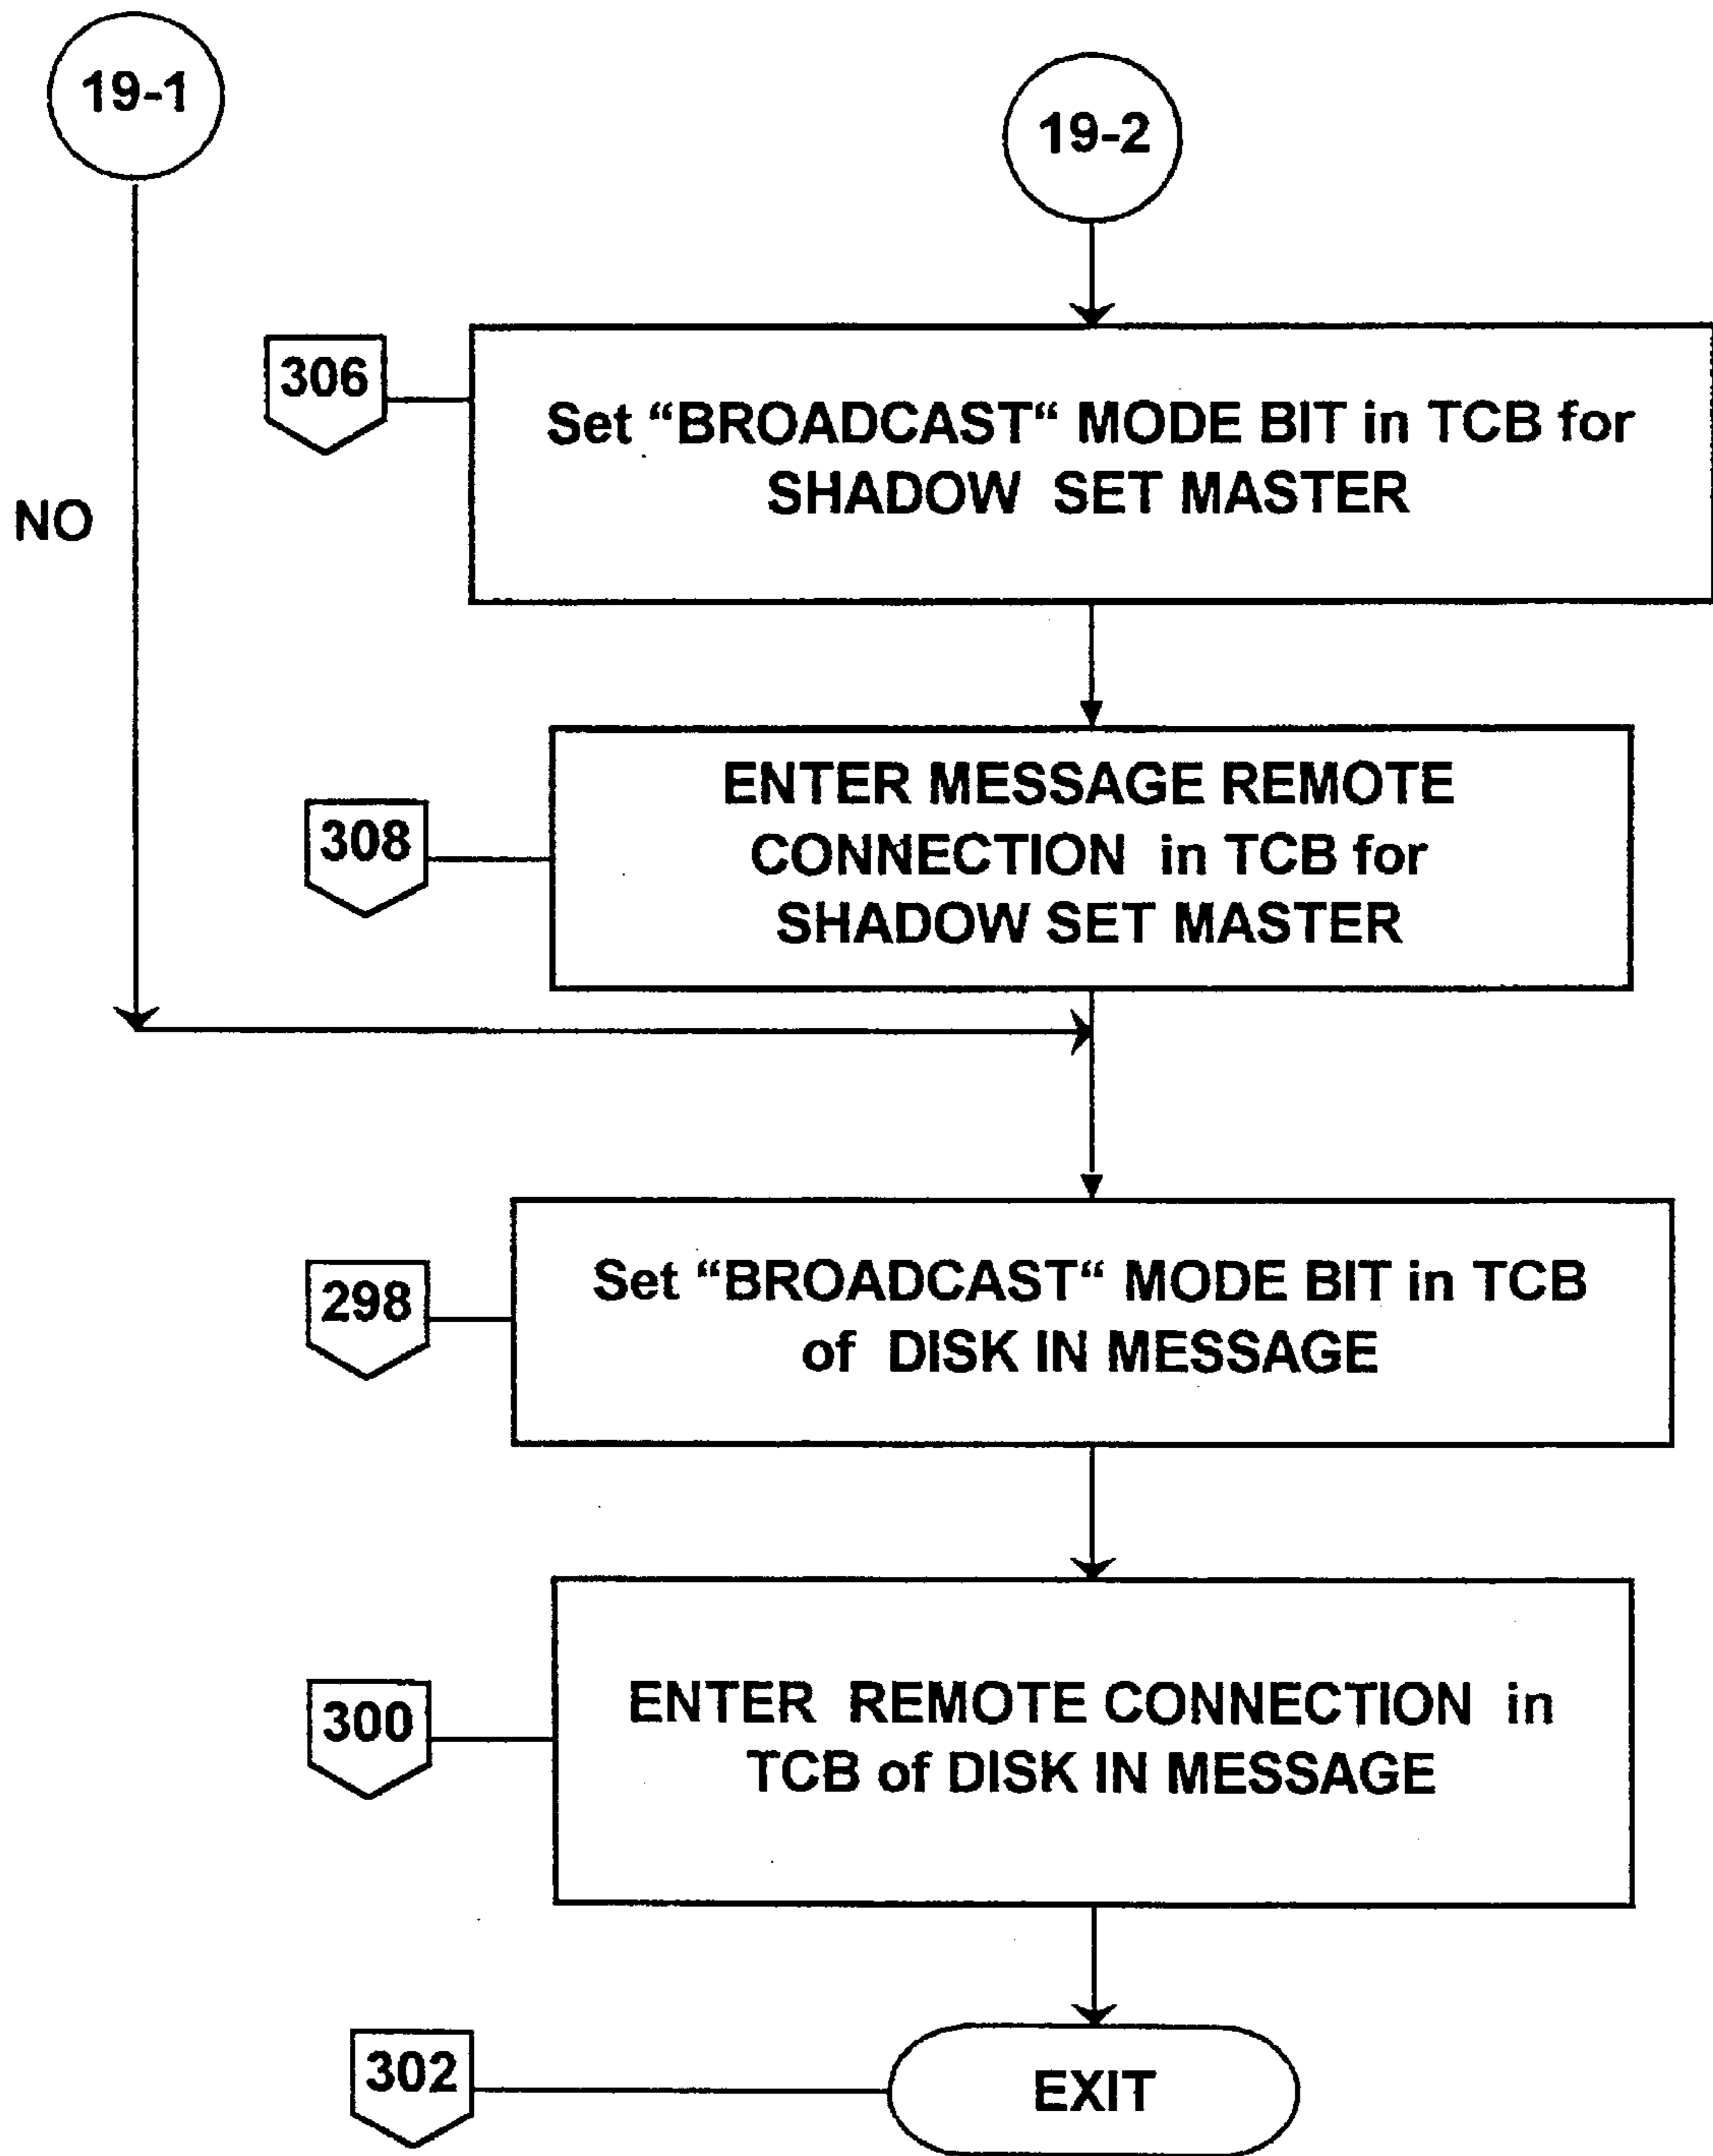 19-1
19-2
306
Set “BROADCAST“ MODE BIT in TCB for
SHADOW SET MASTER
NO
308
ENTER MESSAGE REMOTE
CONNECTION in TCB for
SHADOW SET MASTER
298
Set “BROADCAST“ MODE BIT in TCB
of DISK IN MESSAGE
300
ENTER REMOTE CONNECTION in
TCB of DISK IN MESSAGE
302
EXIT